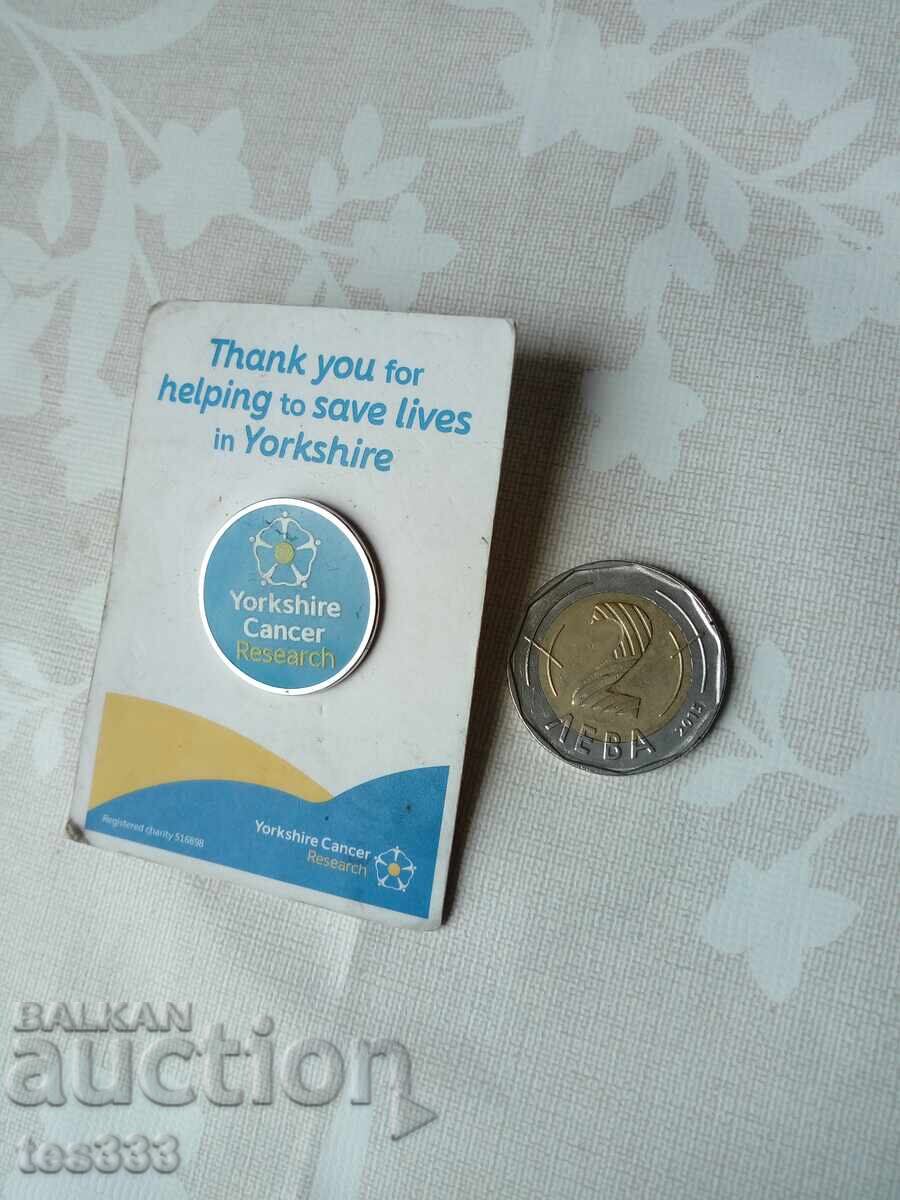 Thank you for
helping to save lives
in Yorkshire
Yorkshire
Cancer
Research
Registered charity 516898
Yorkshire Cancer
Research
2
ЛЕВА
2015
BALKAN
auction
tes333